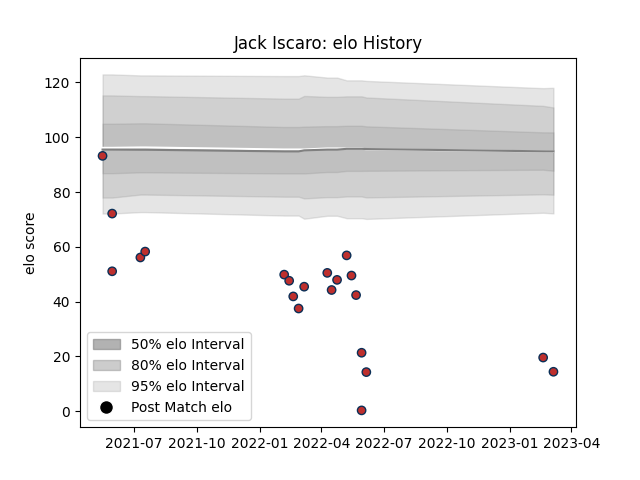 Jack Iscaro: elo History
elo score
120
100
80
60
40
20
0
50% elo Interval
80% elo Interval
95% elo Interval
Post Match elo
2021-07 2021-10 2022-01 2022-04 2022-07 2022-10 2023-01 2023-04